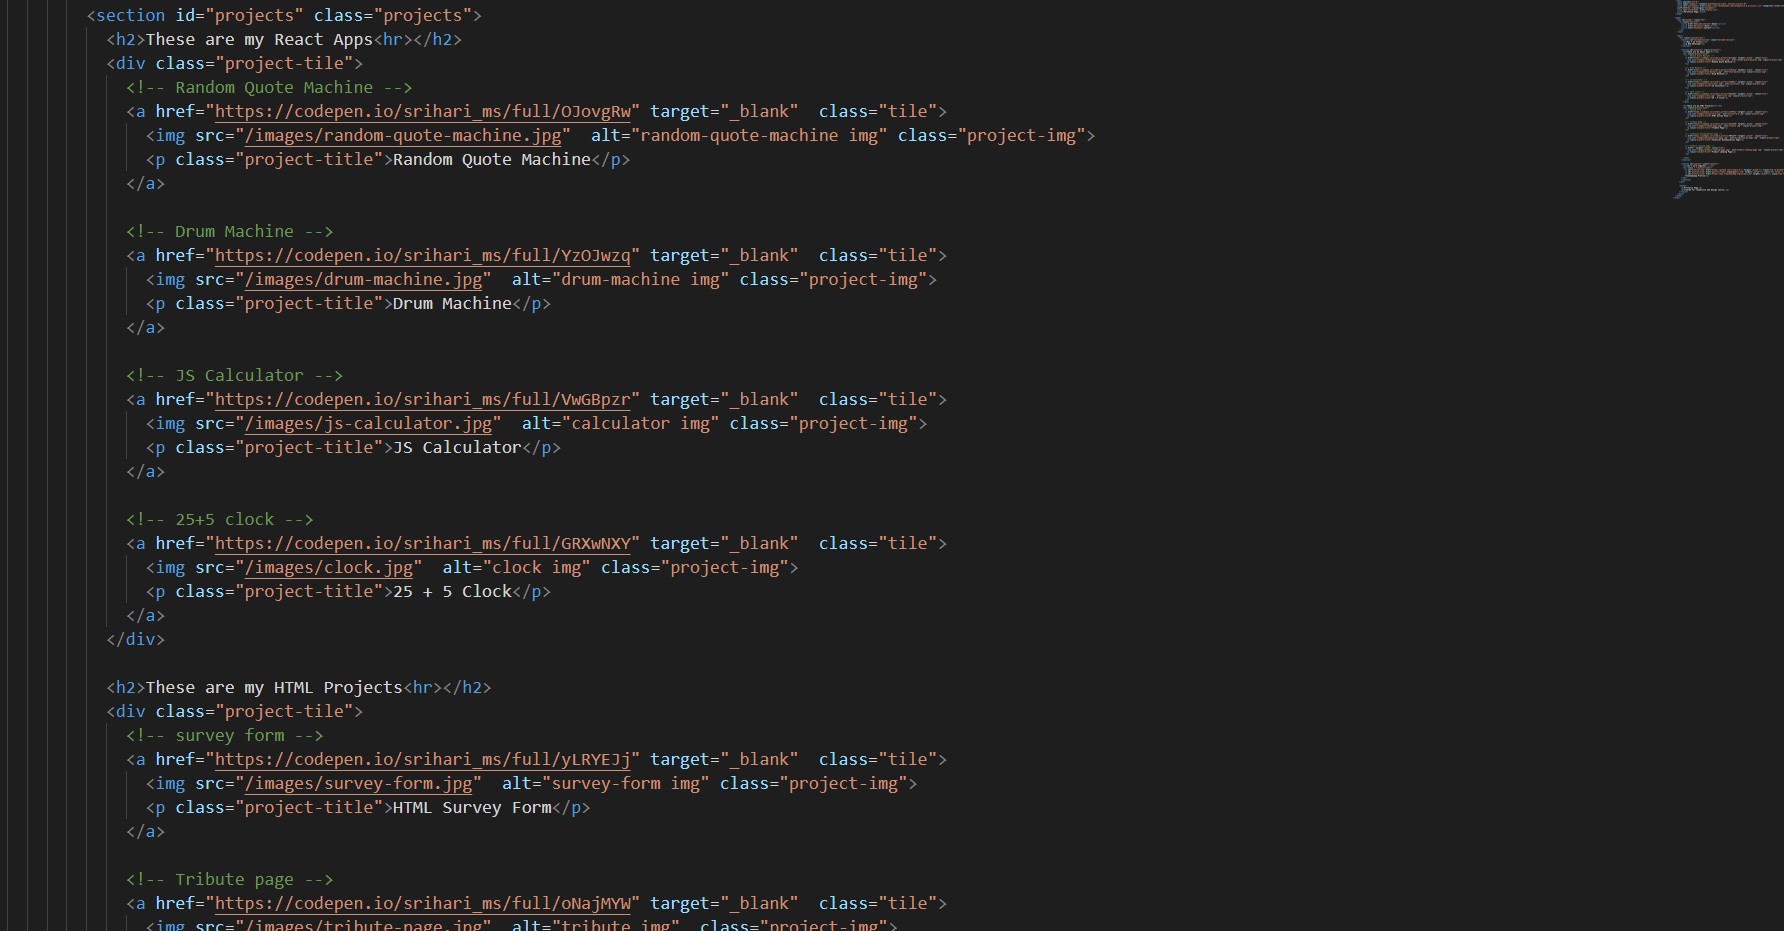 <section id="projects" class="projects">
<h2>These are my React Apps<hr></h2>
<div class="project-tile">
<!-- Random Quote Machine -->
<a href="https://codepen.io/srihari_ms/full/OJovgRw" target="_blank"  class="tile">
<img src="/images/random-quote-machine.jpg"  alt="random-quote-machine img" class="project-img">
<p class="project-title">Random Quote Machine</p>
</a>
<!-- Drum Machine -->
<a href="https://codepen.io/srihari_ms/full/YzOJwzq" target="_blank"  class="tile">
<img src="/images/drum-machine.jpg"  alt="drum-machine img" class="project-img">
<p class="project-title">Drum Machine</p>
</a>
<!-- JS Calculator -->
<a href="https://codepen.io/srihari_ms/full/VwGBpzr" target="_blank"  class="tile">
<img src="/images/js-calculator.jpg"  alt="calculator img" class="project-img">
<p class="project-title">JS Calculator</p>
</a>
<!-- 25+5 clock -->
<a href="https://codepen.io/srihari_ms/full/GRXwNXY" target="_blank"  class="tile">
<img src="/images/clock.jpg"  alt="clock img" class="project-img">
<p class="project-title">25 + 5 Clock</p>
</a>
</div>
<h2>These are my HTML Projects<hr></h2>
<div class="project-tile">
<!-- survey form -->
<a href="https://codepen.io/srihari_ms/full/yLRYEJj" target="_blank"  class="tile">
<img src="/images/survey-form.jpg"  alt="survey-form img" class="project-img">
<p class="project-title">HTML Survey Form</p>
</a>
<!-- Tribute page -->
<a href="https://codepen.io/srihari_ms/full/oNajMYW" target="_blank"  class="tile">
<img src="/images/tribute-page.jpg"  alt="tribute img"  class="project-img">